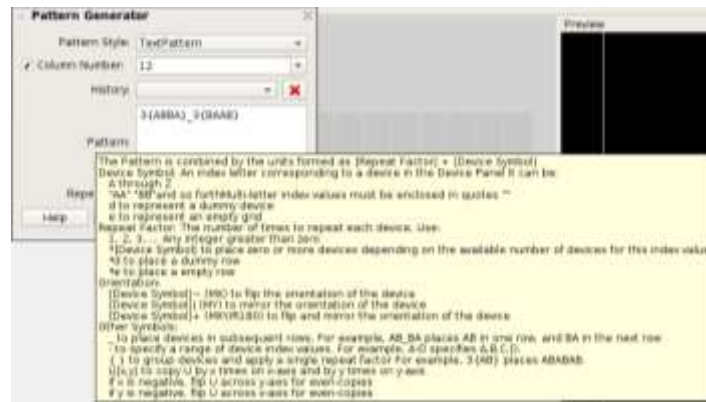 Pattern Generator
Preview
Pattern Style: TextPattern
Column Number: 12
History
3(ABBA)_3(BAAB)
Pattern
The Pattern is combined by the units formed as [Repeat Factor] + [Device Symbol]
Device Symbol: An index letter corresponding to a device in the Device Panel It can be:
A through Z
"AA" "BB"and so forthMulti-letter index values must be enclosed in quotes ""
d to represent a dummy device
e to represent an empty grid
Repe
Help
Repeat Factor: The number of times to repeat each device. Use:
1, 2, 3... Any integer greater than zero
*[Device Symbol] to place zero or more devices depending on the available number of devices for this index value
*d to place a dummy row
*e to place a empty row
Orientation:
[Device Symbol]~ (MX) to flip the orientation of the device
[Device Symbol]| (MY) to mirror the orientation of the device
[Device Symbol]+ (MXY/R180) to flip and mirror the orientation of the device
Other Symbols:
_ to place devices in subsequent rows. For example, AB_BA places AB in one row, and BA in the next row
- to specify a range of device index values. For example, A-D specifies A,B,C,D.
( ) to group devices and apply a single repeat factor For example, 3(AB) places ABABAB.
to copy U by x times on x-axis and by y times on y-axis
if x is negative, flip U across y-axis for even-copies
if y is negative, flip U across x-axis for even-copies